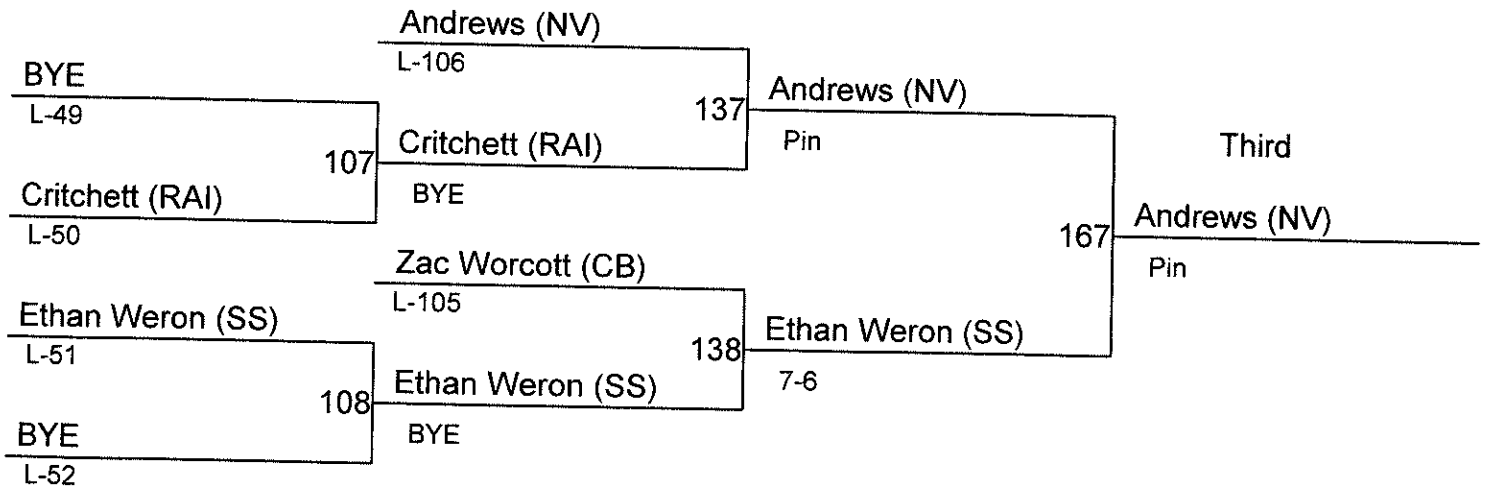 Andrews (NV)
L-106
BYE
L-49
137
Andrews (NV)
Pin
107
Critchett (RAI)
BYE
Third
Critchett (RAI)
L-50
167
Andrews (NV)
Pin
Zac Worcott (CB)
L-105
Ethan Weron (SS)
L-51
138
Ethan Weron (SS)
7-6
108
Ethan Weron (SS)
BYE
BYE
L-52